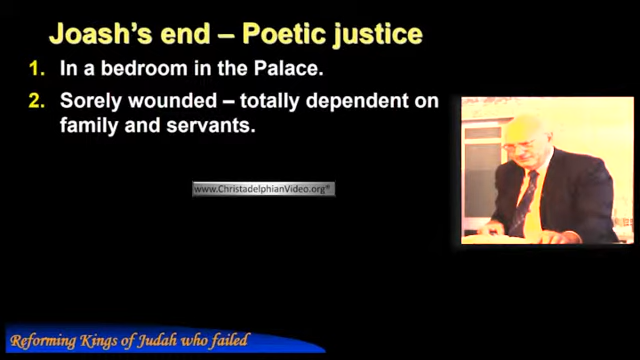 Joash's end – Poetic justice
1. In a bedroom in the Palace.
2. Sorely wounded – totally dependent on
family and servants.
www.ChristadelphianVideo.org®
Reforming Kings of Judah who failed